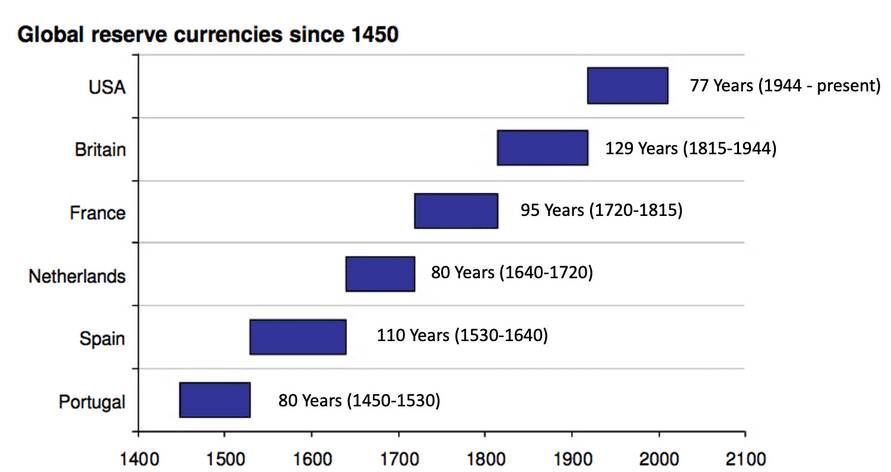 Global reserve currencies since 1450
USA 77 Years (1944 - present)
Britain 129 Years (1815-1944)
France 95 Years (1720-1815)
Netherlands 80 Years (1640-1720)
Spain 110 Years (1530-1640)
Portugal 80 Years (1450-1530)
1400 1500 1600 1700 1800 1900 2000 2100